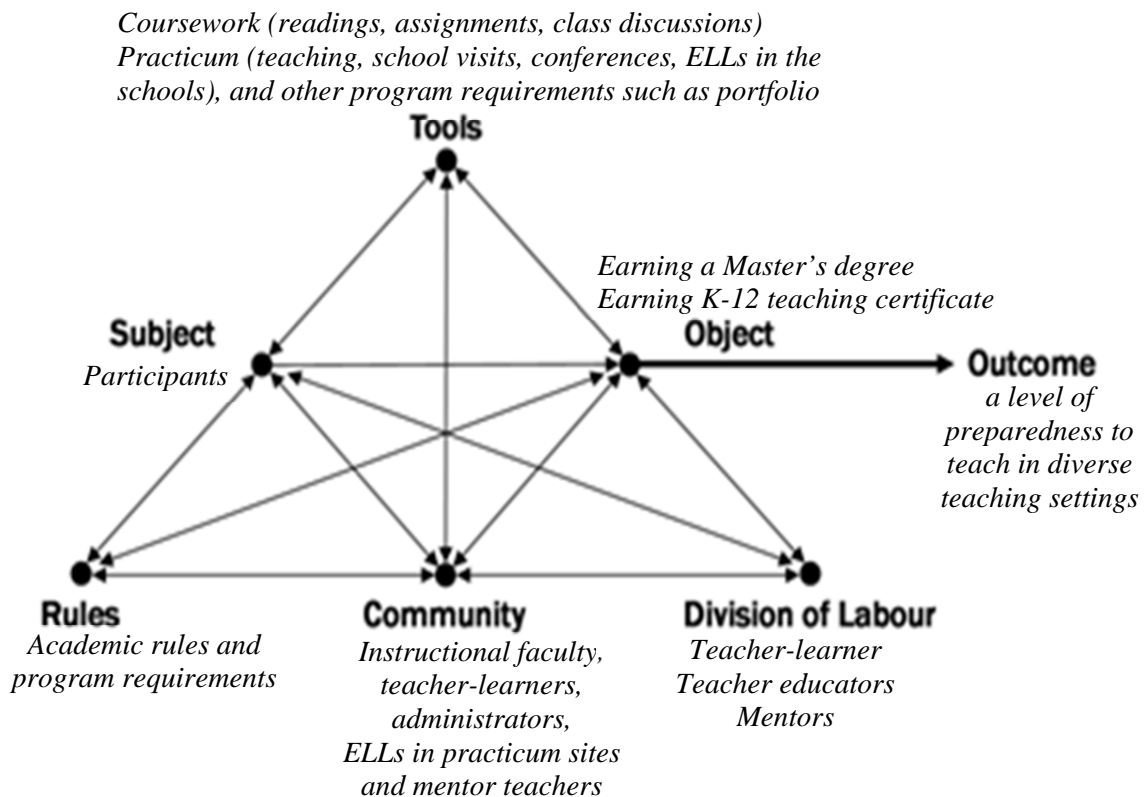 Coursework (readings, assignments, class discussions)
Practicum (teaching, school visits, conferences, ELLs in the
schools), and other program requirements such as portfolio
Tools
Earning a Master's degree
Earning K-12 teaching certificate
Subject
Participants
Object
Outcome
a level of
preparedness to
teach in diverse
teaching settings
Rules
Academic rules and
program requirements
Community
Instructional faculty,
teacher-learners,
administrators,
ELLs in practicum sites
and mentor teachers
Division of Labour
Teacher-learner
Teacher educators
Mentors